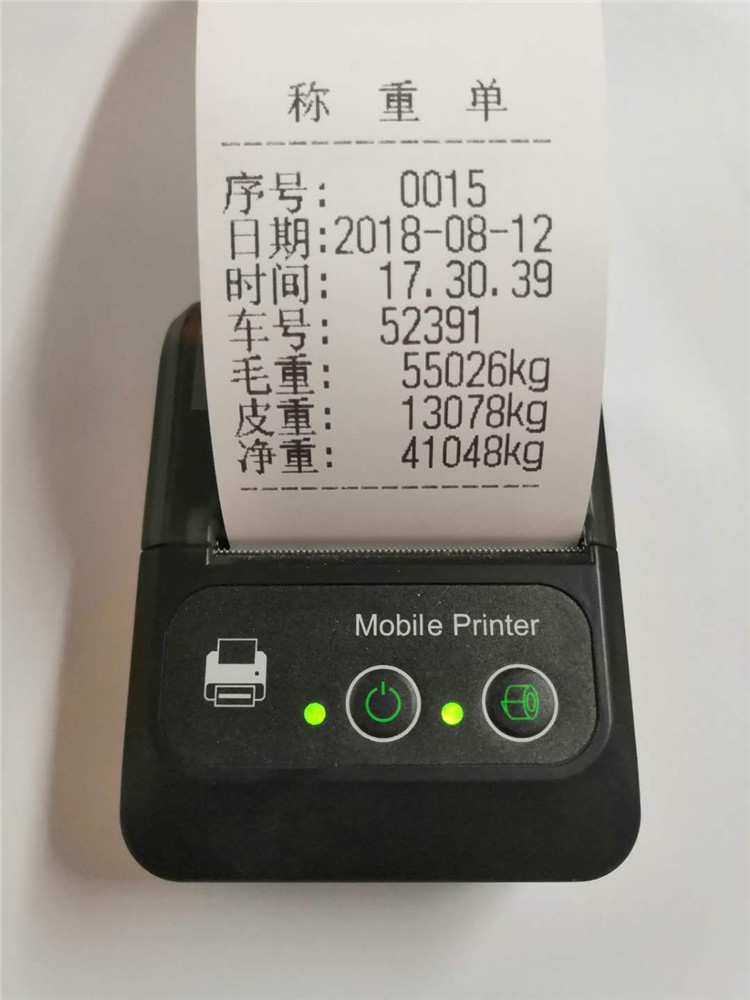 称 重 单
序号: 0015
日期:2018-08-12
时间: 17.30.39
车号: 52391
毛重: 55026kg
皮重: 13078kg
净重: 41048kg
Mobile Printer